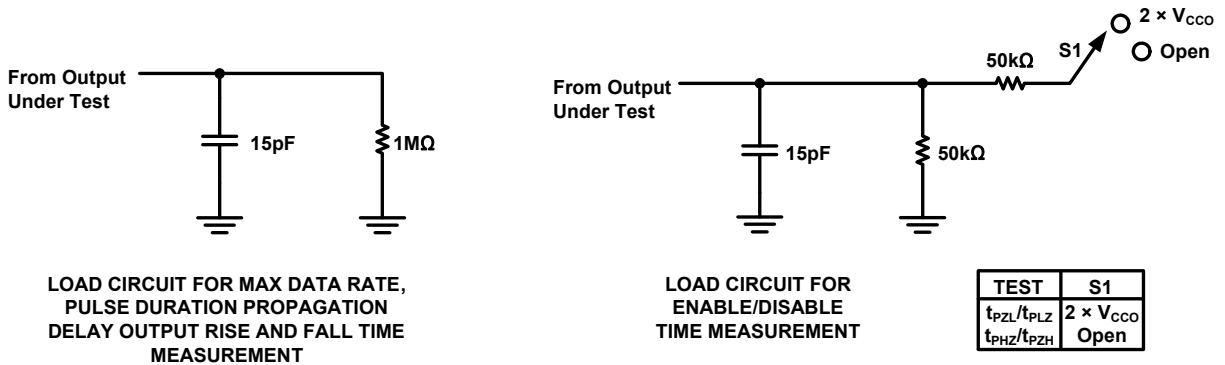 From Output
Under Test
15pF
1MΩ
LOAD CIRCUIT FOR MAX DATA RATE,
PULSE DURATION PROPAGATION
DELAY OUTPUT RISE AND FALL TIME
MEASUREMENT
From Output
Under Test
15pF
50kΩ
50kΩ
S1
2 × VCCO
Open
LOAD CIRCUIT FOR
ENABLE/DISABLE
TIME MEASUREMENT
TEST S1
tPZL/tPLZ 2 × VCCO
tPHZ/tPZH Open